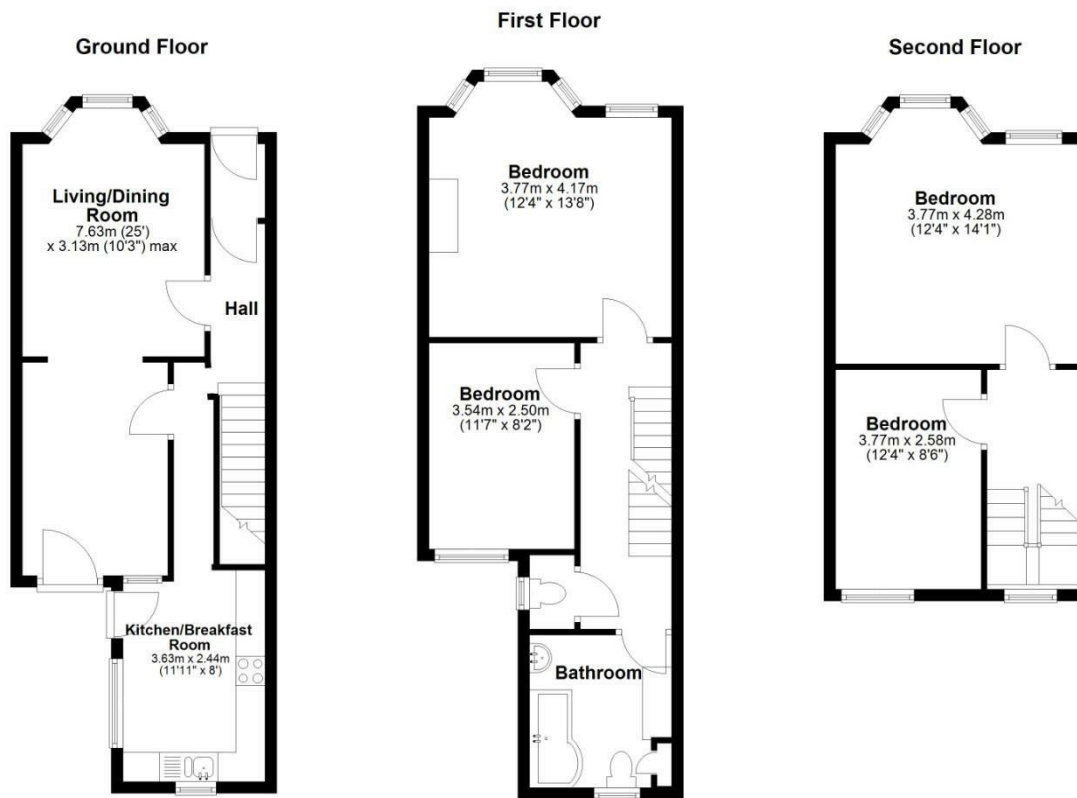 Ground Floor
Living/Dining
Room
7.63m (25')
x 3.13m (10'3") max
Hall
Kitchen/Breakfast
Room
3.63m x 2.44m
(11'11" x 8')
First Floor
Bedroom
3.77m x 4.17m
(12'4" x 13'8")
Bedroom
3.54m x 2.50m
(11'7" x 8'2")
Bathroom
Second Floor
Bedroom
3.77m x 4.28m
(12'4" x 14'1")
Bedroom
3.77m x 2.58m
(12'4" x 8'6")